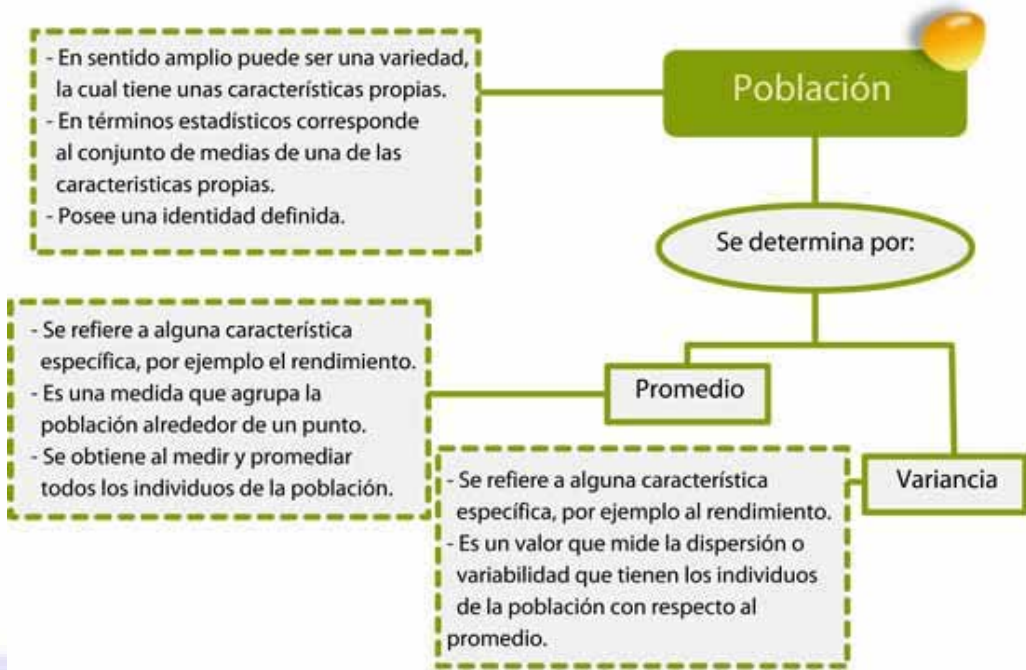 - En sentido amplio puede ser una variedad,
la cual tiene unas características propias.
- En términos estadísticos corresponde
al conjunto de medias de una de las
caracteristicas propias.
- Posee una identidad definida.
Población
Se determina por:
- Se refiere a alguna característica
específica, por ejemplo el rendimiento.
- Es una medida que agrupa la
población alrededor de un punto.
- Se obtiene al medir y promediar
todos los individuos de la población.
Promedio
- Se refiere a alguna característica
específica, por ejemplo al rendimiento.
- Es un valor que mide la dispersión o
variabilidad que tienen los individuos
de la población con respecto al
promedio.
Variancia